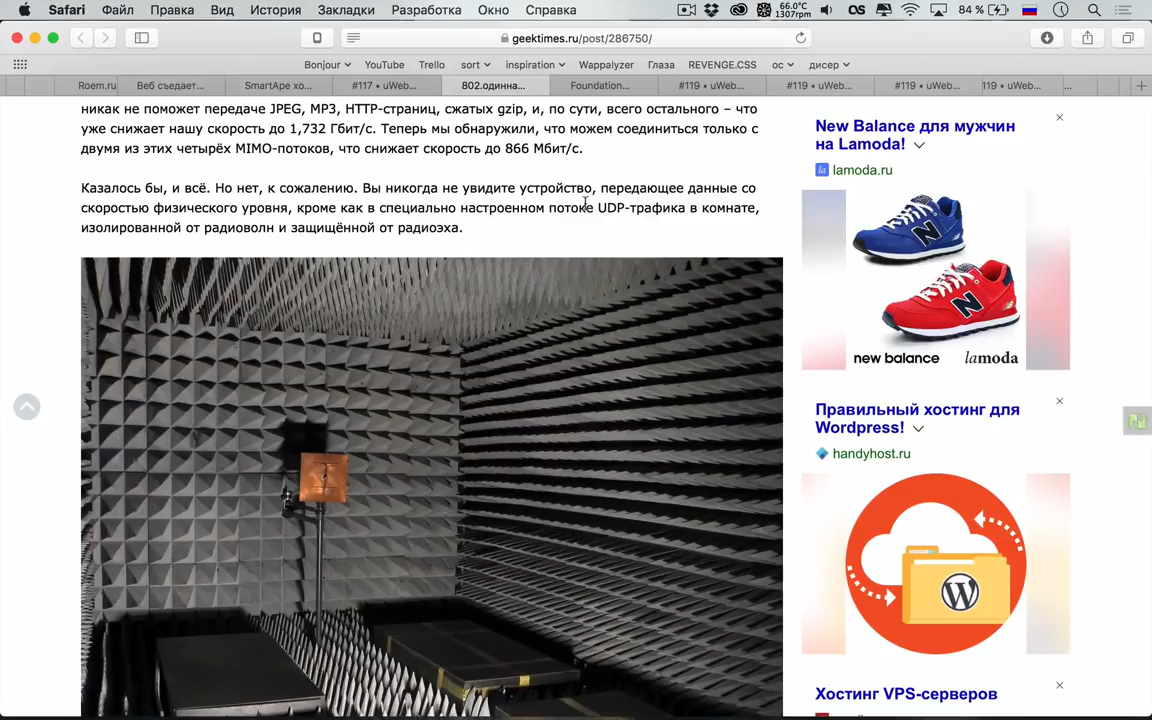 Safari Файл Правка Вид История Закладки Разработка Окно Справка 66.0°C 1307rpm 84 %
geektimes.ru/post/286750/
Bonjour YouTube Trello sort inspiration Wappalyzer Глаза REVENGE.CSS ос дисер
Roem.ru Веб съедает... SmartApe хо... #117 • uWeb... 802.одинна... Foundation... #119 • uWeb... #119 • uWeb... #119 • uWeb... 119 • uWeb... ...
никак не поможет передаче JPEG, MP3, HTTP-страниц, сжатых gzip, и, по сути, всего остального – что
уже снижает нашу скорость до 1,732 Гбит/с. Теперь мы обнаружили, что можем соединиться только с
двумя из этих четырёх MIMO-потоков, что снижает скорость до 866 Мбит/с.
Казалось бы, и всё. Но нет, к сожалению. Вы никогда не увидите устройство, передающее данные со
скоростью физического уровня, кроме как в специально настроенном потоке UDP-трафика в комнате,
изолированной от радиоволн и защищённой от радиоэха.
New Balance для мужчин
на Lamoda!
lamoda.ru
new balance lamoda
Правильный хостинг для
Wordpress!
handyhost.ru
Хостинг VPS-серверов